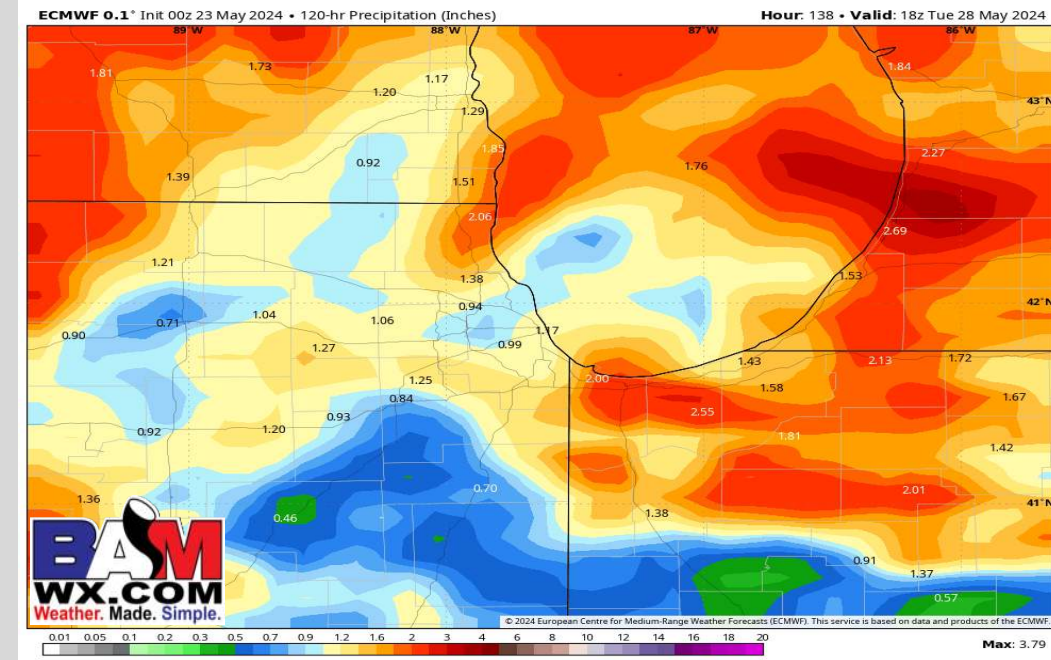 ECMWF 0.1° Init 00z 23 May 2024 • 120-hr Precipitation (Inches)
Hour: 138 • Valid: 18z Tue 28 May 2024
89°W 88°W 87°W 86°W
1.81 1.73 1.17 1.84
1.20
43°N
1.29
1.85 2.27
0.92 1.76
1.39 1.51
2.06
2.69
1.21
1.38 1.53
0.94 42°N
0.71 1.04 1.06
0.90 0.99 1.17
1.27
1.43 2.13 1.72
1.25 2.00 1.58
0.84 1.67
0.93 2.55
0.92 1.20 1.81
1.42
0.70 2.01
1.36 41°N
0.46 1.38
0.91
1.37
0.57
BAM
WX.COM
Weather. Made. Simple.
© 2024 European Centre for Medium-Range Weather Forecasts (ECMWF). This service is based on data and products of the ECMWF.
0.01 0.05 0.1 0.2 0.3 0.5 0.7 0.9 1.2 1.6 2 3 4 6 8 10 12 14 16 18 20
Max: 3.79